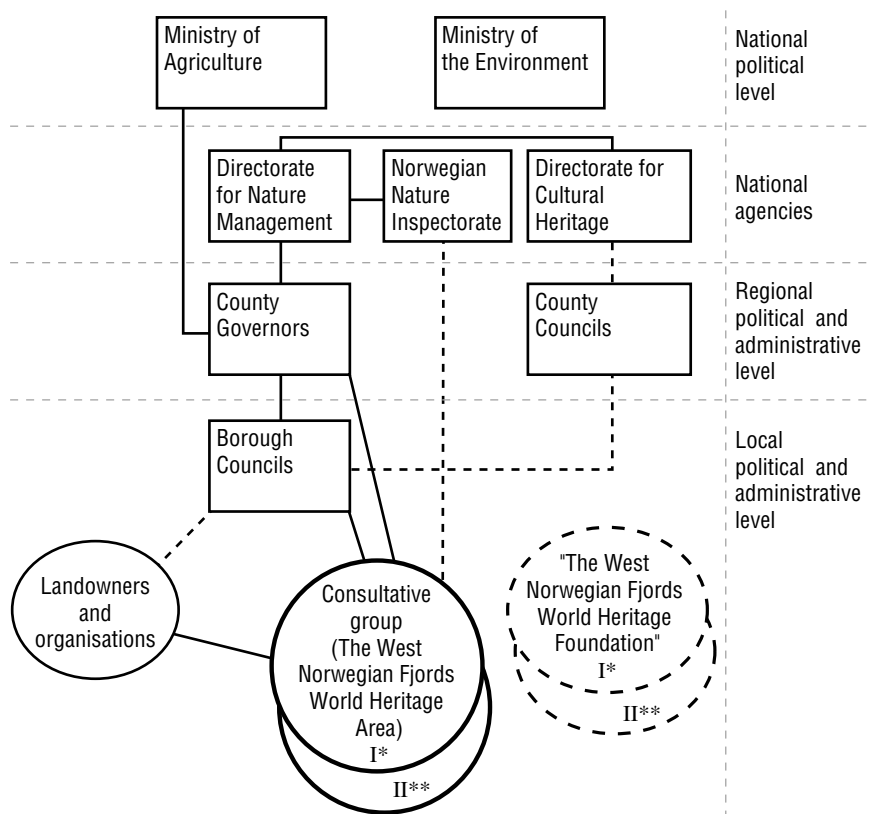 Ministry of
Agriculture
Ministry of
the Environment
National
political
level
Directorate
for Nature
Management
Norwegian
Nature
Inspectorate
Directorate for
Cultural
Heritage
National
agencies
County
Governors
County
Councils
Regional
political and
administrative
level
Borough
Councils
Local
political and
administrative
level
Landowners
and
organisations
Consultative
group
(The West
Norwegian Fjords
World Heritage
Area)
I*
II**
"The West
Norwegian Fjords
World Heritage
Foundation"
I*
II**